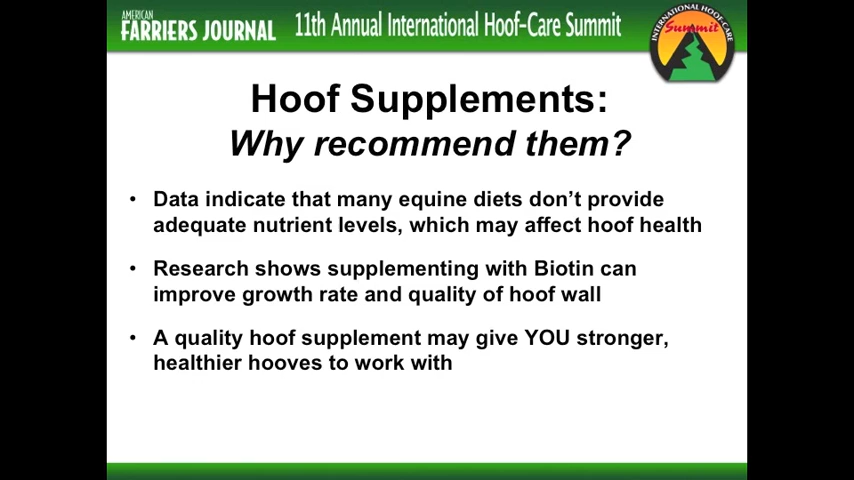 AMERICAN
FARRIERS JOURNAL
11th Annual International Hoof-Care Summit
INTERNATIONAL HOOF-CARE
Summit
Hoof Supplements:
Why recommend them?
• Data indicate that many equine diets don't provide
adequate nutrient levels, which may affect hoof health
• Research shows supplementing with Biotin can
improve growth rate and quality of hoof wall
• A quality hoof supplement may give YOU stronger,
healthier hooves to work with